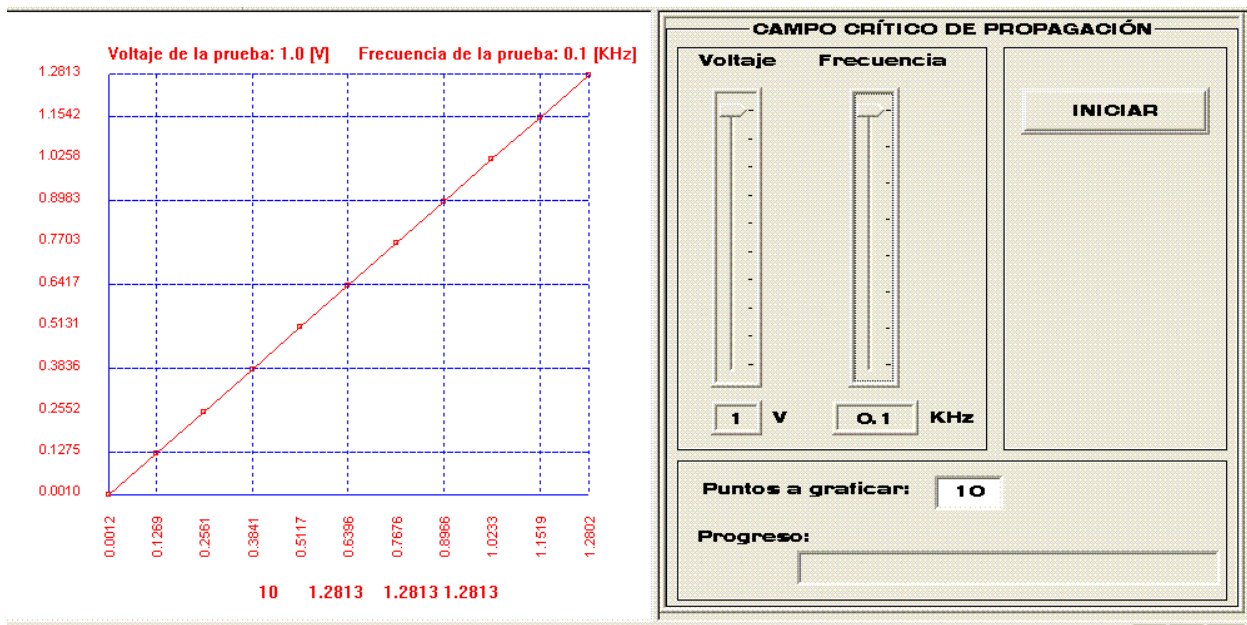 Voltaje de la prueba: 1.0 [V] Frecuencia de la prueba: 0.1 [KHz]
1.2813
1.1542
1.0258
0.8983
0.7703
0.6417
0.5131
0.3836
0.2552
0.1275
0.0010
0.0012 0.1269 0.2561 0.3841 0.5117 0.6396 0.7676 0.8966 1.0233 1.1519 1.2802
10 1.2813 1.2813 1.2813
CAMPO CRÍTICO DE PROPAGACIÓN
Voltaje Frecuencia
INICIAR
1 V 0.1 KHz
Puntos a graficar: 10
Progreso: